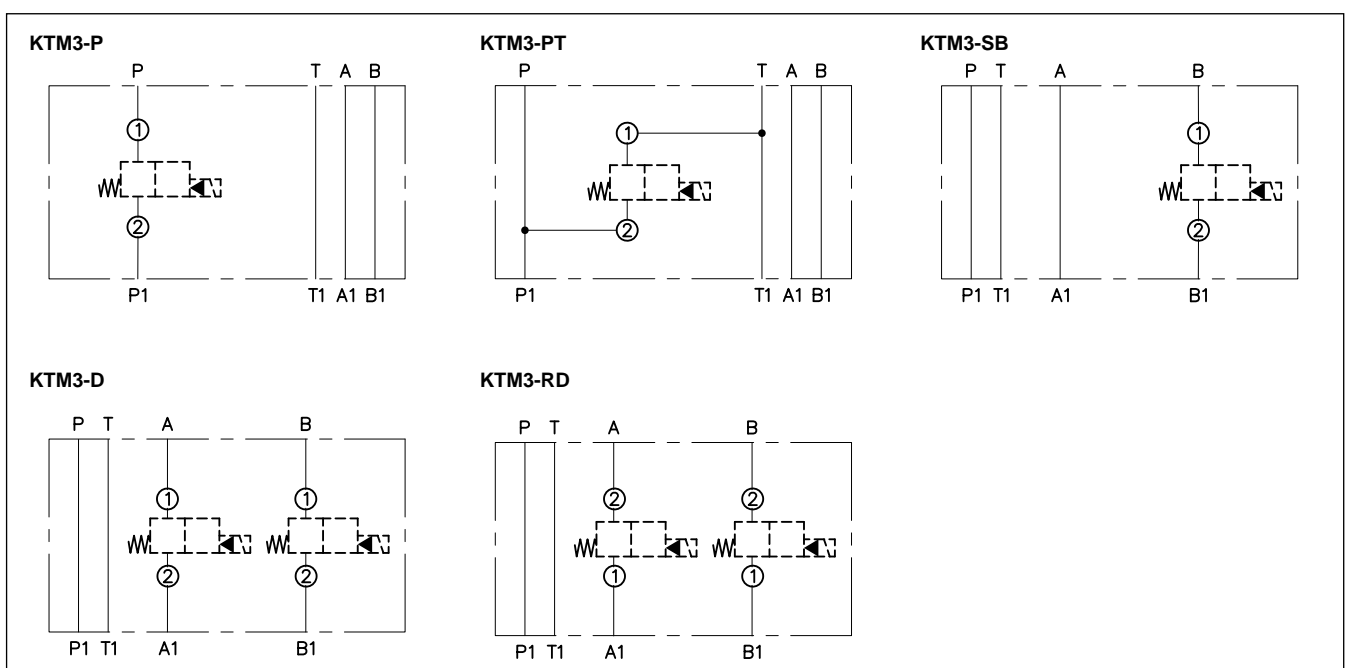 KTM3-P KTM3-PT KTM3-SB
P T A B P T A B P T A B
1 1 1
2 2 2
P1 T1 A1 B1 P1 T1 A1 B1 P1 T1 A1 B1
KTM3-D KTM3-RD
P T A B P T A B
1 1 2 2
2 2 1 1
P1 T1 A1 B1 P1 T1 A1 B1